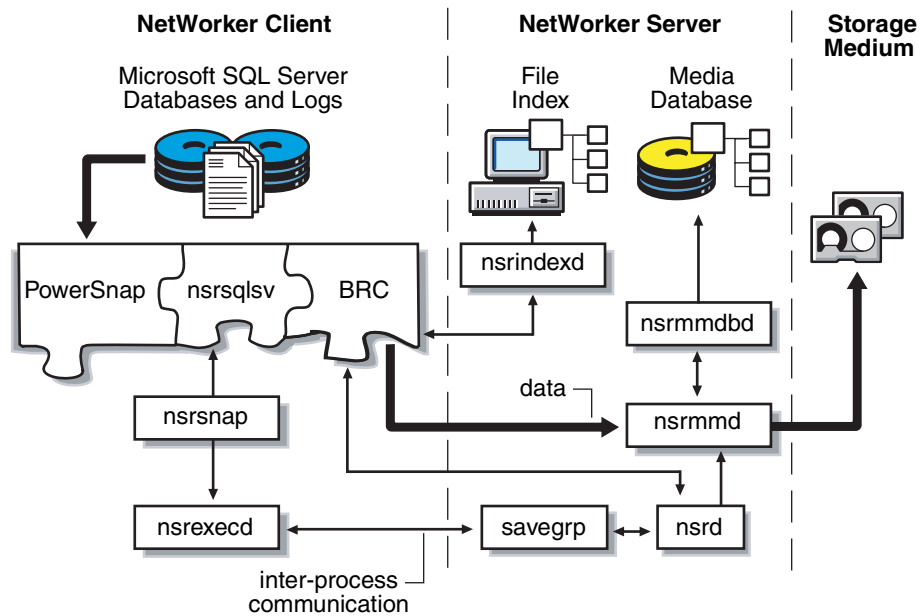 NetWorker Client
NetWorker Server
Storage
Medium
Microsoft SQL Server
Databases and Logs
File
Index
Media
Database
PowerSnap
nsrsqlsv
BRC
nsrindexd
nsrmmdbd
data
nsrsnap
nsrmmd
nsrexecd
savegrp
nsrd
inter-process
communication